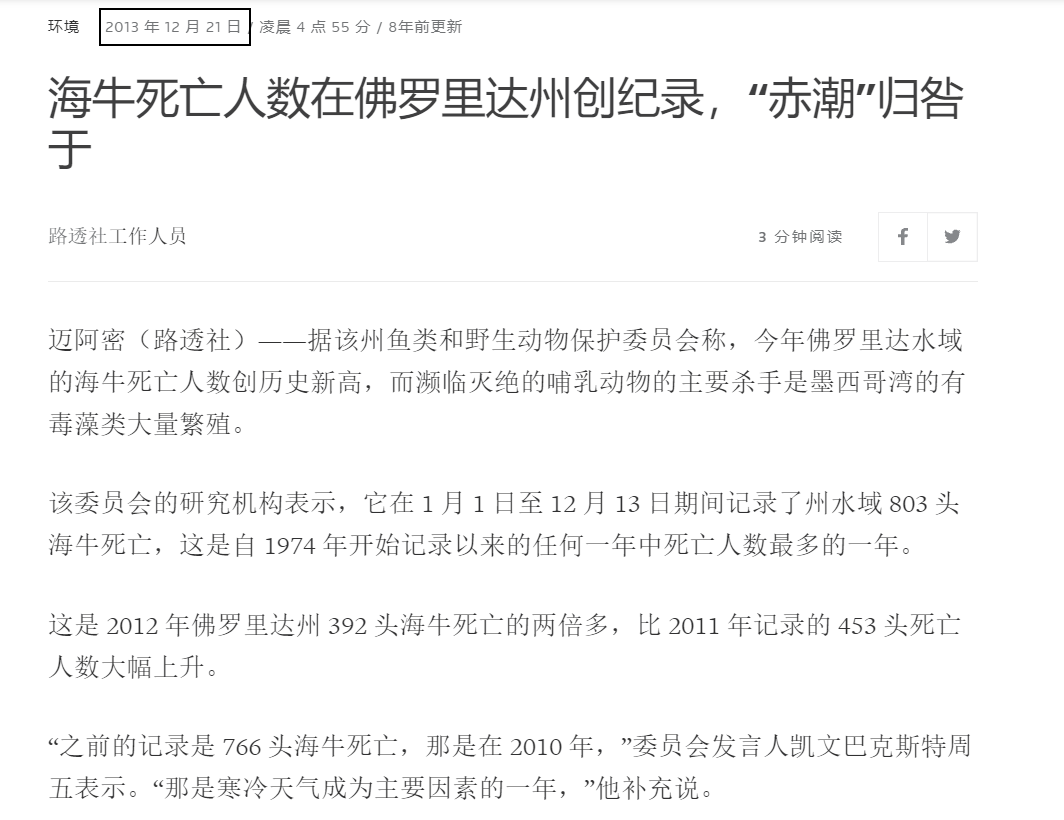 环境 2013 年 12 月 21 日 / 凌晨 4 点 55 分 / 8年前更新
海牛死亡人数在佛罗里达州创纪录，“赤潮”归咎
于
路透社工作人员
3 分钟阅读
迈阿密（路透社）——据该州鱼类和野生动物保护委员会称，今年佛罗里达水域
的海牛死亡人数创历史新高，而濒临灭绝的哺乳动物的主要杀手是墨西哥湾的有
毒藻类大量繁殖。
该委员会的研究机构表示，它在 1 月 1 日至 12 月 13 日期间记录了州水域 803 头
海牛死亡，这是自 1974 年开始记录以来的任何一年中死亡人数最多的一年。
这是 2012 年佛罗里达州 392 头海牛死亡的两倍多，比 2011 年记录的 453 头死亡
人数大幅上升。
“之前的记录是 766 头海牛死亡，那是在 2010 年，”委员会发言人凯文巴克斯特周
五表示。“那是寒冷天气成为主要因素的一年，”他补充说。